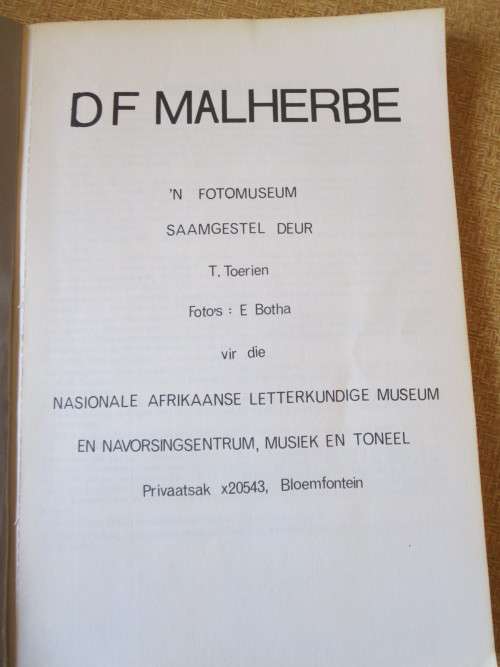 D F MALHERBE
'N FOTOMUSEUM
SAAMGESTEL DEUR
T. Toerien
Foto's : E Botha
vir die
NASIONALE AFRIKAANSE LETTERKUNDIGE MUSEUM
EN NAVORSINGSENTRUM, MUSIEK EN TONEEL
Privaatsak x20543, Bloemfontein